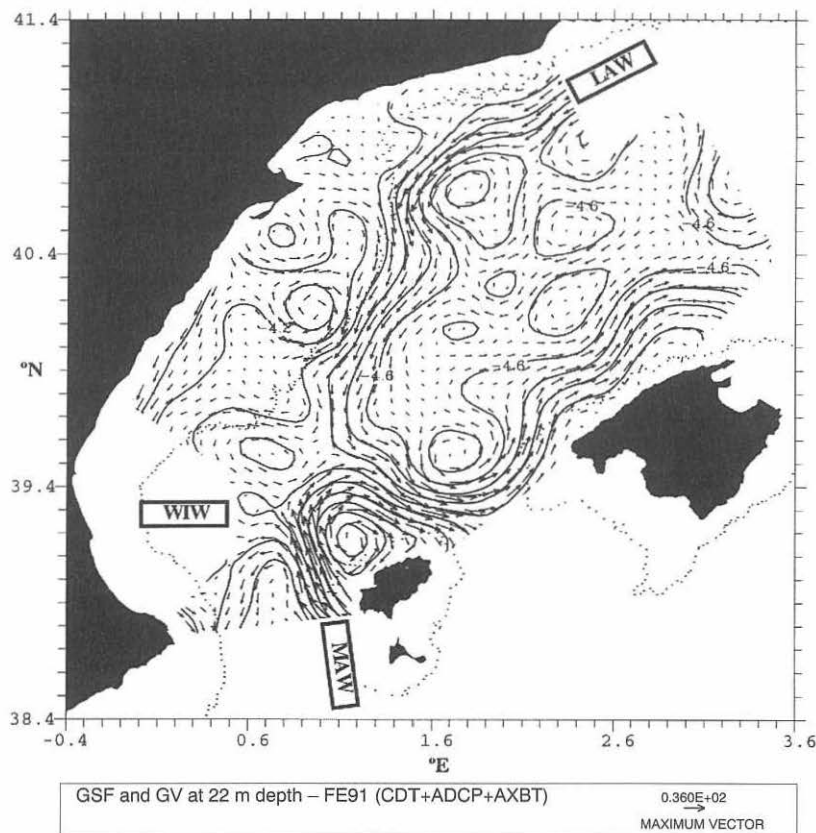 41.4
LAW
-4.6
-4.6
40.4
-4.6
-4.2
ºN
-4.6
-4.6
39.4
WIW
MAW
38.4
-0.4 0.6 1.6 2.6 3.6
ºE
GSF and GV at 22 m depth – FE91 (CDT+ADCP+AXBT)
0.360E+02
MAXIMUM VECTOR